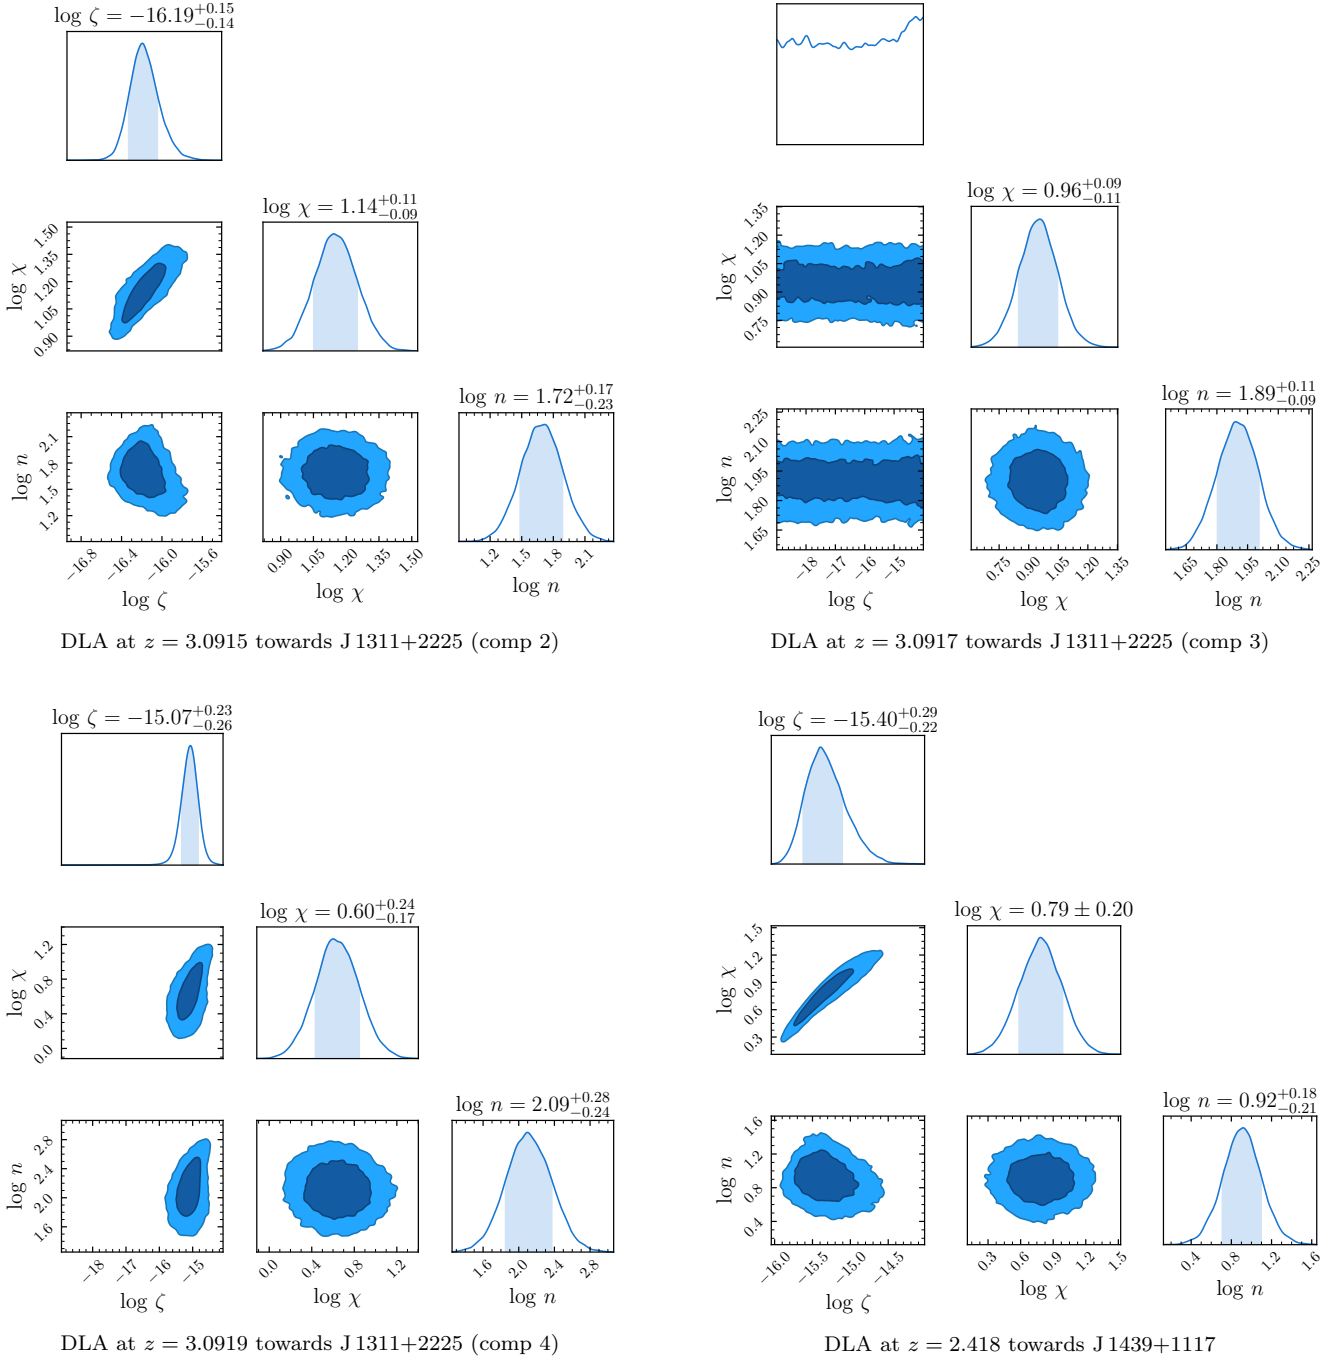 log ζ = −16.19 +0.15 −0.14
log χ = 1.14 +0.11 −0.09
log χ
1.50
1.35
1.20
1.05
0.90
log n = 1.72 +0.17 −0.23
log n
2.1
1.8
1.5
1.2
−16.8 −16.4 −16.0 −15.6
0.90 1.05 1.20 1.35 1.50
1.2 1.5 1.8 2.1
log ζ log χ log n
DLA at z = 3.0915 towards J 1311+2225 (comp 2)
log χ = 0.96 +0.09 −0.11
log χ
1.35
1.20
1.05
0.90
0.75
log n = 1.89 +0.11 −0.09
log n
2.25
2.10
1.95
1.80
1.65
−18 −17 −16 −15 −14
0.75 0.90 1.05 1.20 1.35
1.65 1.80 1.95 2.10 2.25
log ζ log χ log n
DLA at z = 3.0917 towards J 1311+2225 (comp 3)
log ζ = −15.07 +0.23 −0.26
log χ = 0.60 +0.24 −0.17
log χ
1.2
0.8
0.4
0.0
log n = 2.09 +0.28 −0.24
log n
2.8
2.4
2.0
1.6
−18 −17 −16 −15
0.0 0.4 0.8 1.2
1.6 2.0 2.4 2.8
log ζ log χ log n
DLA at z = 3.0919 towards J 1311+2225 (comp 4)
log ζ = −15.40 +0.29 −0.22
log χ = 0.79 ± 0.20
log χ
1.5
1.2
0.9
0.6
0.3
log n = 0.92 +0.18 −0.21
log n
1.6
1.2
0.8
0.4
−16.0 −15.5 −15.0 −14.5
0.3 0.6 0.9 1.2 1.5
0.4 0.8 1.2 1.6
log ζ log χ log n
DLA at z = 2.418 towards J 1439+1117